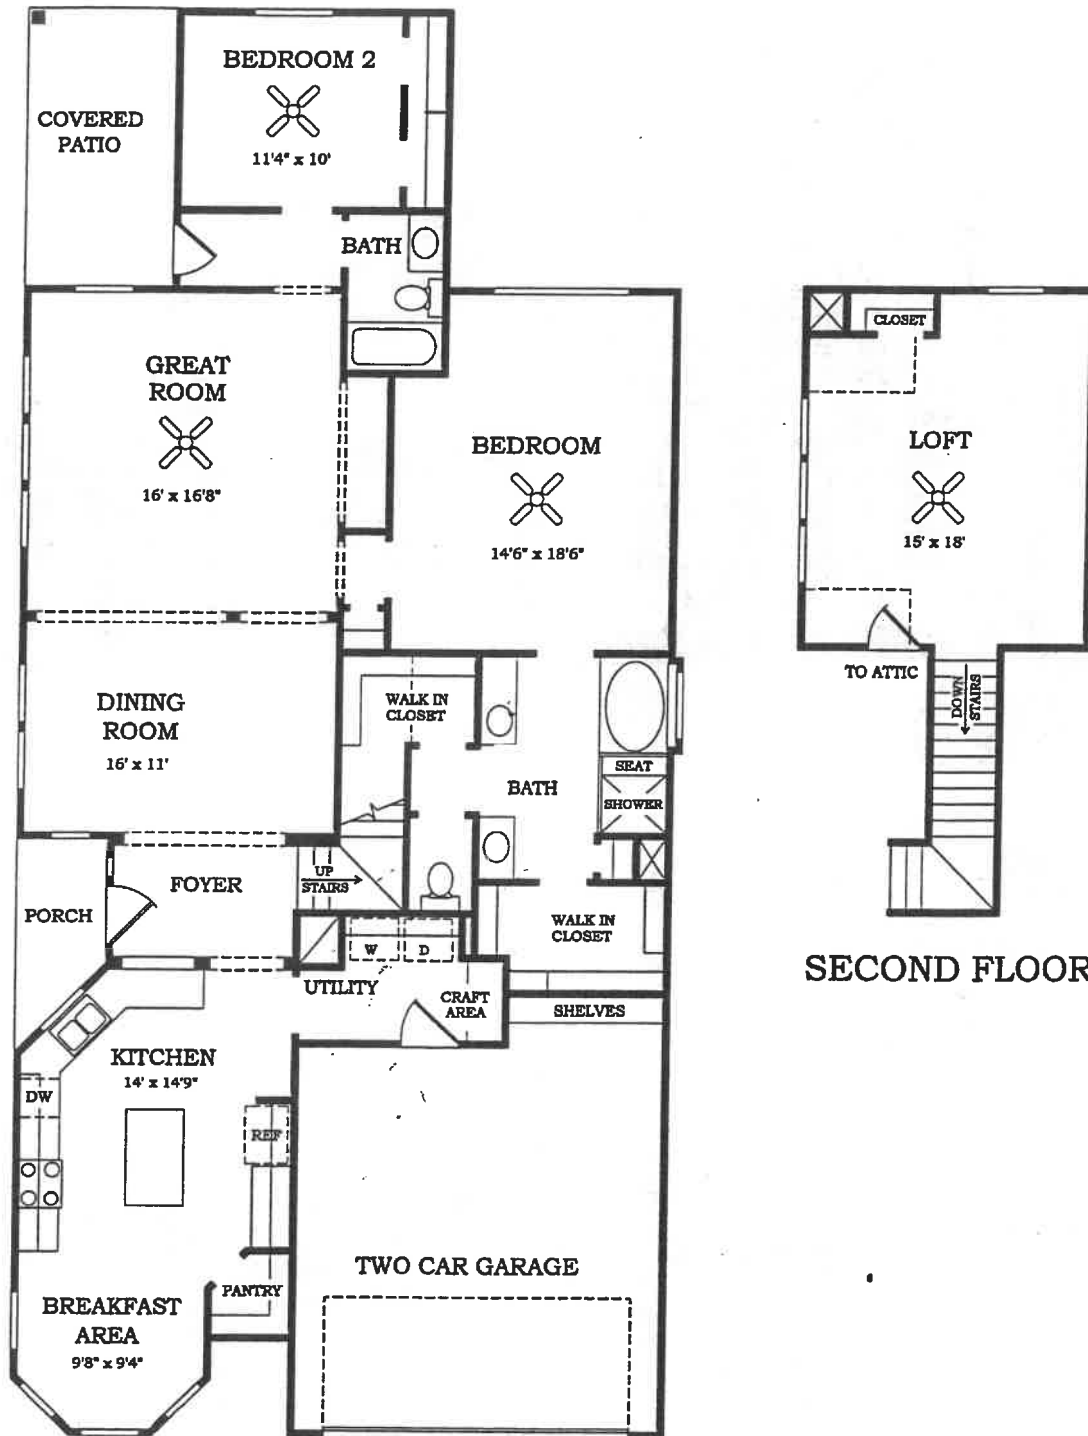 BEDROOM 2
11'4" x 10'
COVERED
PATIO
BATH
GREAT
ROOM
16' x 16'8"
BEDROOM
14'6" x 18'6"
CLOSET
LOFT
15' x 18'
TO ATTIC
DOWN
STAIRS
DINING
ROOM
16' x 11'
WALK IN
CLOSET
BATH
SEAT
SHOWER
FOYER
UP
STAIRS
PORCH
W
D
WALK IN
CLOSET
UTILITY
CRAFT
AREA
SHELVES
SECOND FLOOR
KITCHEN
14' x 14'9"
DW
REF
TWO CAR GARAGE
PANTRY
BREAKFAST
AREA
9'8" x 9'4"